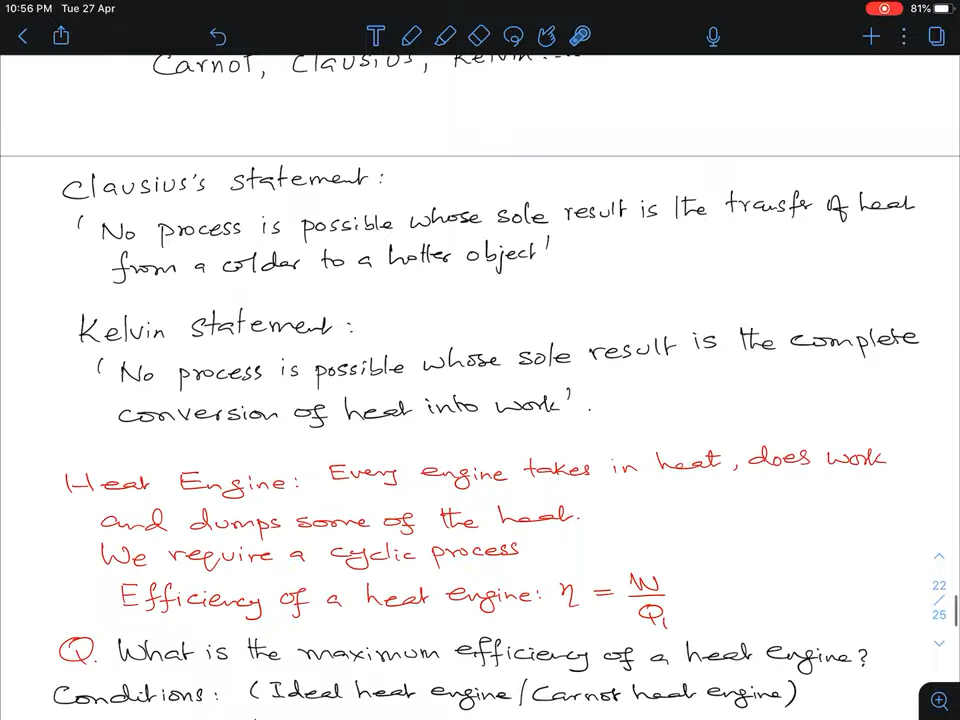 10:56 PM Tue 27 Apr 81%
Carnot, Clausius, Kelvin....
Clausius's statement:
'No process is possible whose sole result is the transfer of heat
from a colder to a hotter object'
Kelvin statement:
'No process is possible whose sole result is the complete
conversion of heat into work'.
Heat Engine: Every engine takes in heat, does work
and dumps some of the heat.
We require a cyclic process
Efficiency of a heat engine: η = W/Q₁
22
/
25
Q. What is the maximum efficiency of a heat engine?
Conditions: (Ideal heat engine/Carnot heat engine)